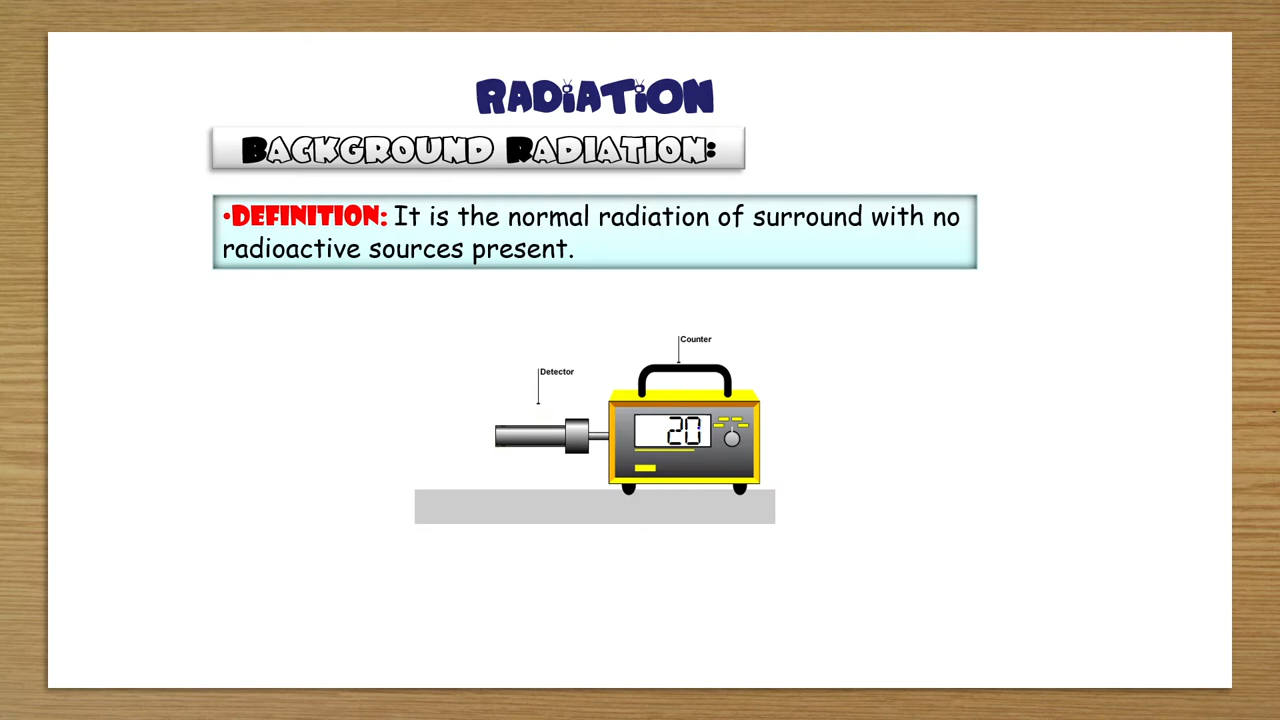 RADiATiON
BACKGROUND RADIATION:
•DEFINITION: It is the normal radiation of surround with no
radioactive sources present.
Counter
Detector
20